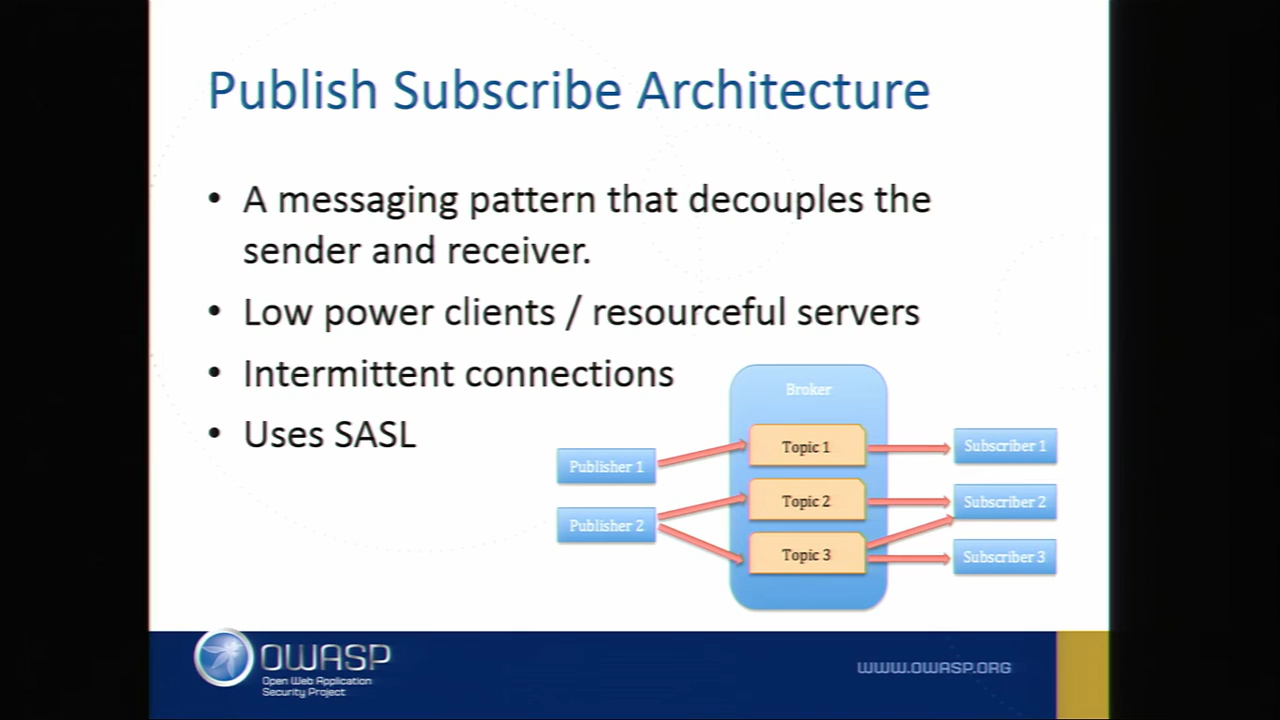 Publish Subscribe Architecture
• A messaging pattern that decouples the
sender and receiver.
• Low power clients / resourceful servers
• Intermittent connections
• Uses SASL
Broker
Publisher 1
Publisher 2
Topic 1
Topic 2
Topic 3
Subscriber 1
Subscriber 2
Subscriber 3
OWASP
Open Web Application
Security Project
WWW.OWASP.ORG